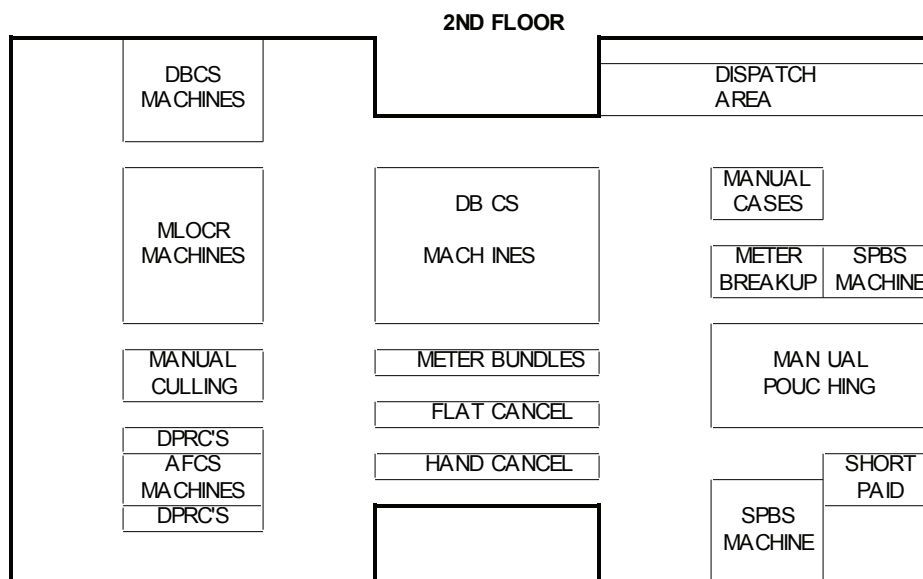 2ND FLOOR
DBCS
MACHINES
DISPATCH
AREA
MLOCR
MACHINES
DB CS
MACH INES
MANUAL
CASES
METER
BREAKUP
SPBS
MACHINE
MANUAL
CULLING
METER BUNDLES
MAN UAL
POUC HING
FLAT CANCEL
DPRC'S
AFCS
MACHINES
DPRC'S
HAND CANCEL
SHORT
PAID
SPBS
MACHINE